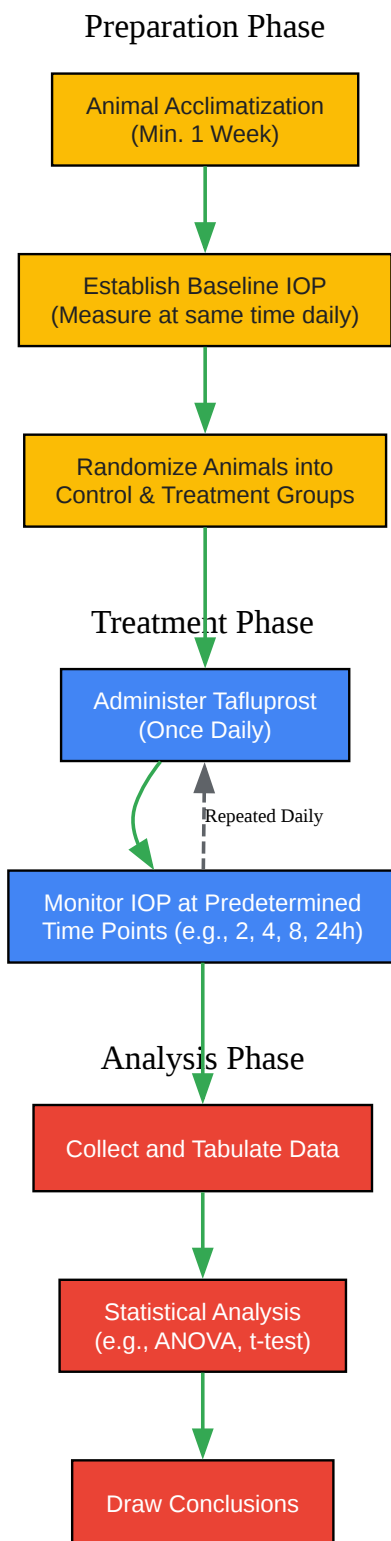 Preparation Phase
Animal Acclimatization
(Min. 1 Week)
Establish Baseline IOP
(Measure at same time daily)
Randomize Animals into
Control & Treatment Groups
Treatment Phase
Administer Tafluprost
(Once Daily)
Repeated Daily
Monitor IOP at Predetermined
Time Points (e.g., 2, 4, 8, 24h)
Analysis Phase
Collect and Tabulate Data
Statistical Analysis
(e.g., ANOVA, t-test)
Draw Conclusions